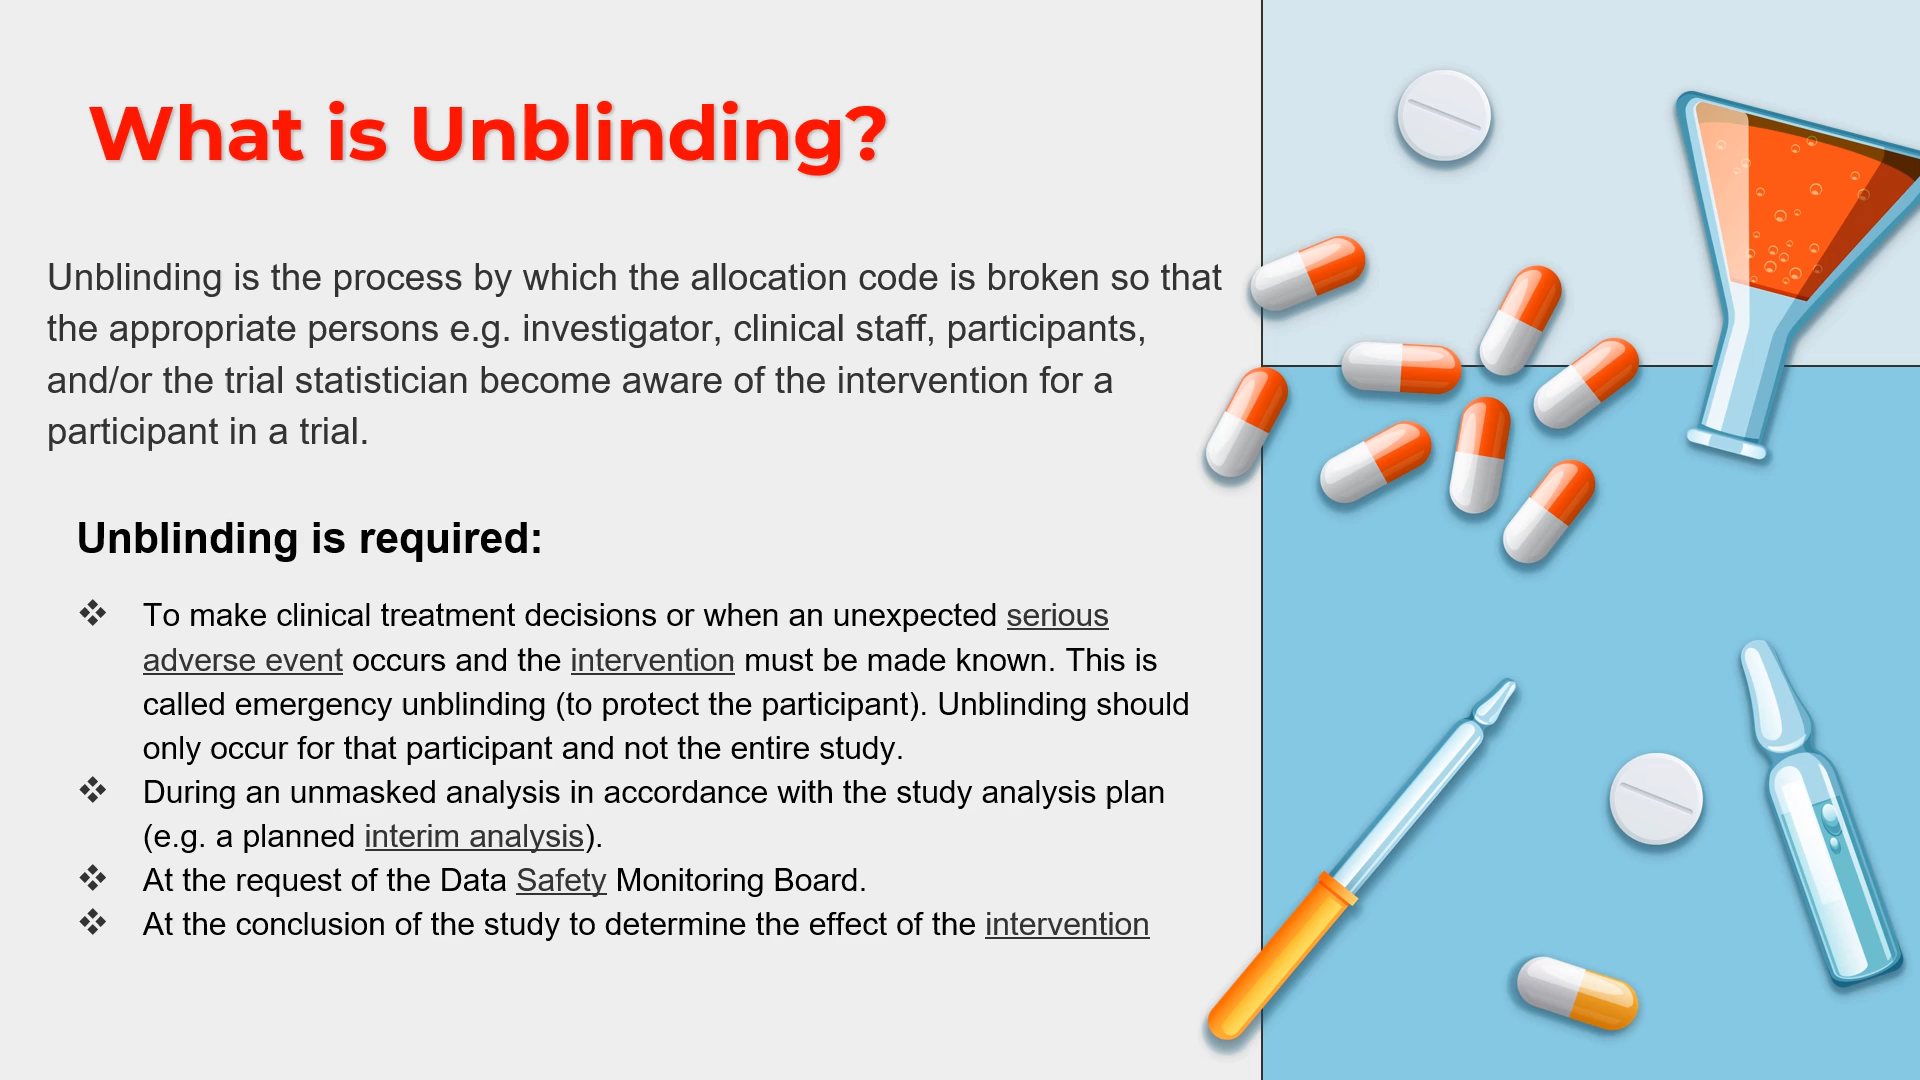 What is Unblinding?
Unblinding is the process by which the allocation code is broken so that
the appropriate persons e.g. investigator, clinical staff, participants,
and/or the trial statistician become aware of the intervention for a
participant in a trial.
Unblinding is required:
❖ To make clinical treatment decisions or when an unexpected serious
adverse event occurs and the intervention must be made known. This is
called emergency unblinding (to protect the participant). Unblinding should
only occur for that participant and not the entire study.
❖ During an unmasked analysis in accordance with the study analysis plan
(e.g. a planned interim analysis).
❖ At the request of the Data Safety Monitoring Board.
❖ At the conclusion of the study to determine the effect of the intervention